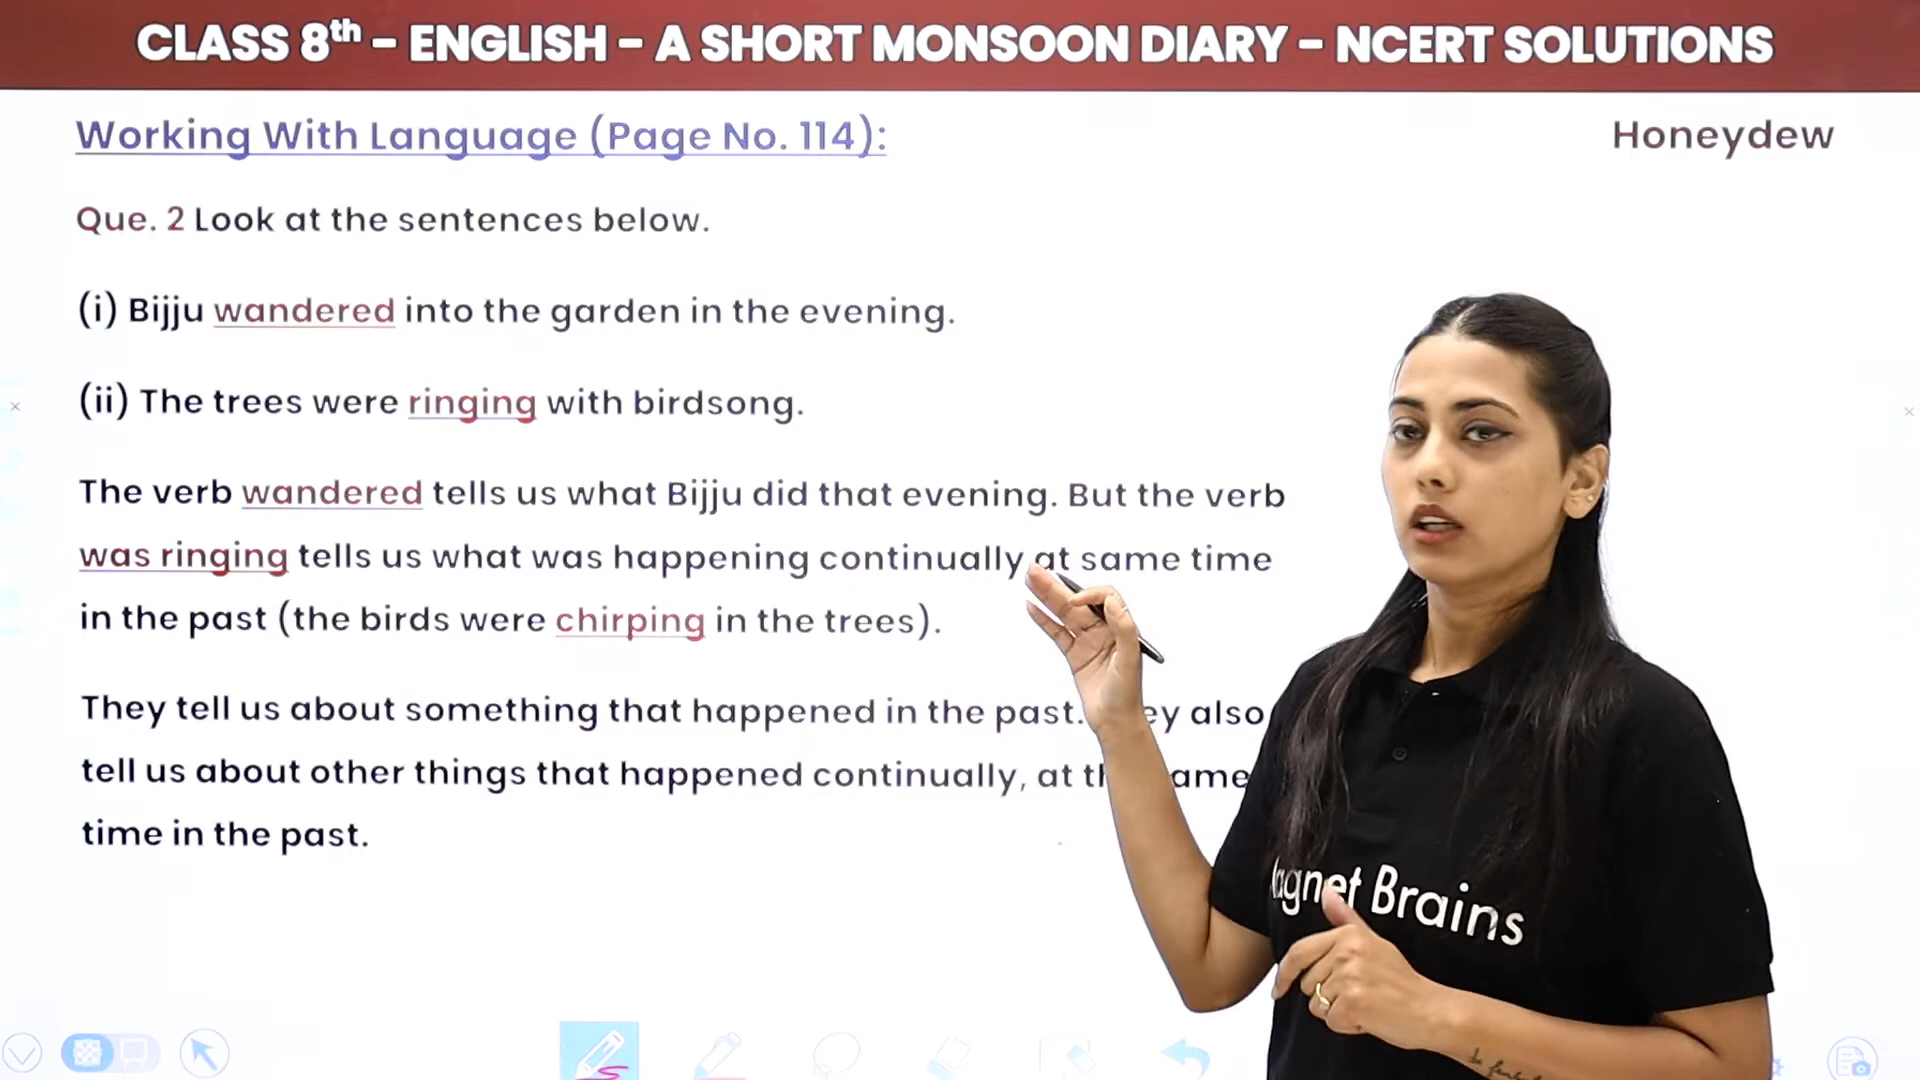 CLASS 8th – ENGLISH – A SHORT MONSOON DIARY – NCERT SOLUTIONS
Working With Language (Page No. 114):
Honeydew
Que. 2 Look at the sentences below.
(i) Bijju wandered into the garden in the evening.
(ii) The trees were ringing with birdsong.
The verb wandered tells us what Bijju did that evening. But the verb
was ringing tells us what was happening continually at same time
in the past (the birds were chirping in the trees).
They tell us about something that happened in the past. also
tell us about other things that happened continually, at
time in the past.
Brains